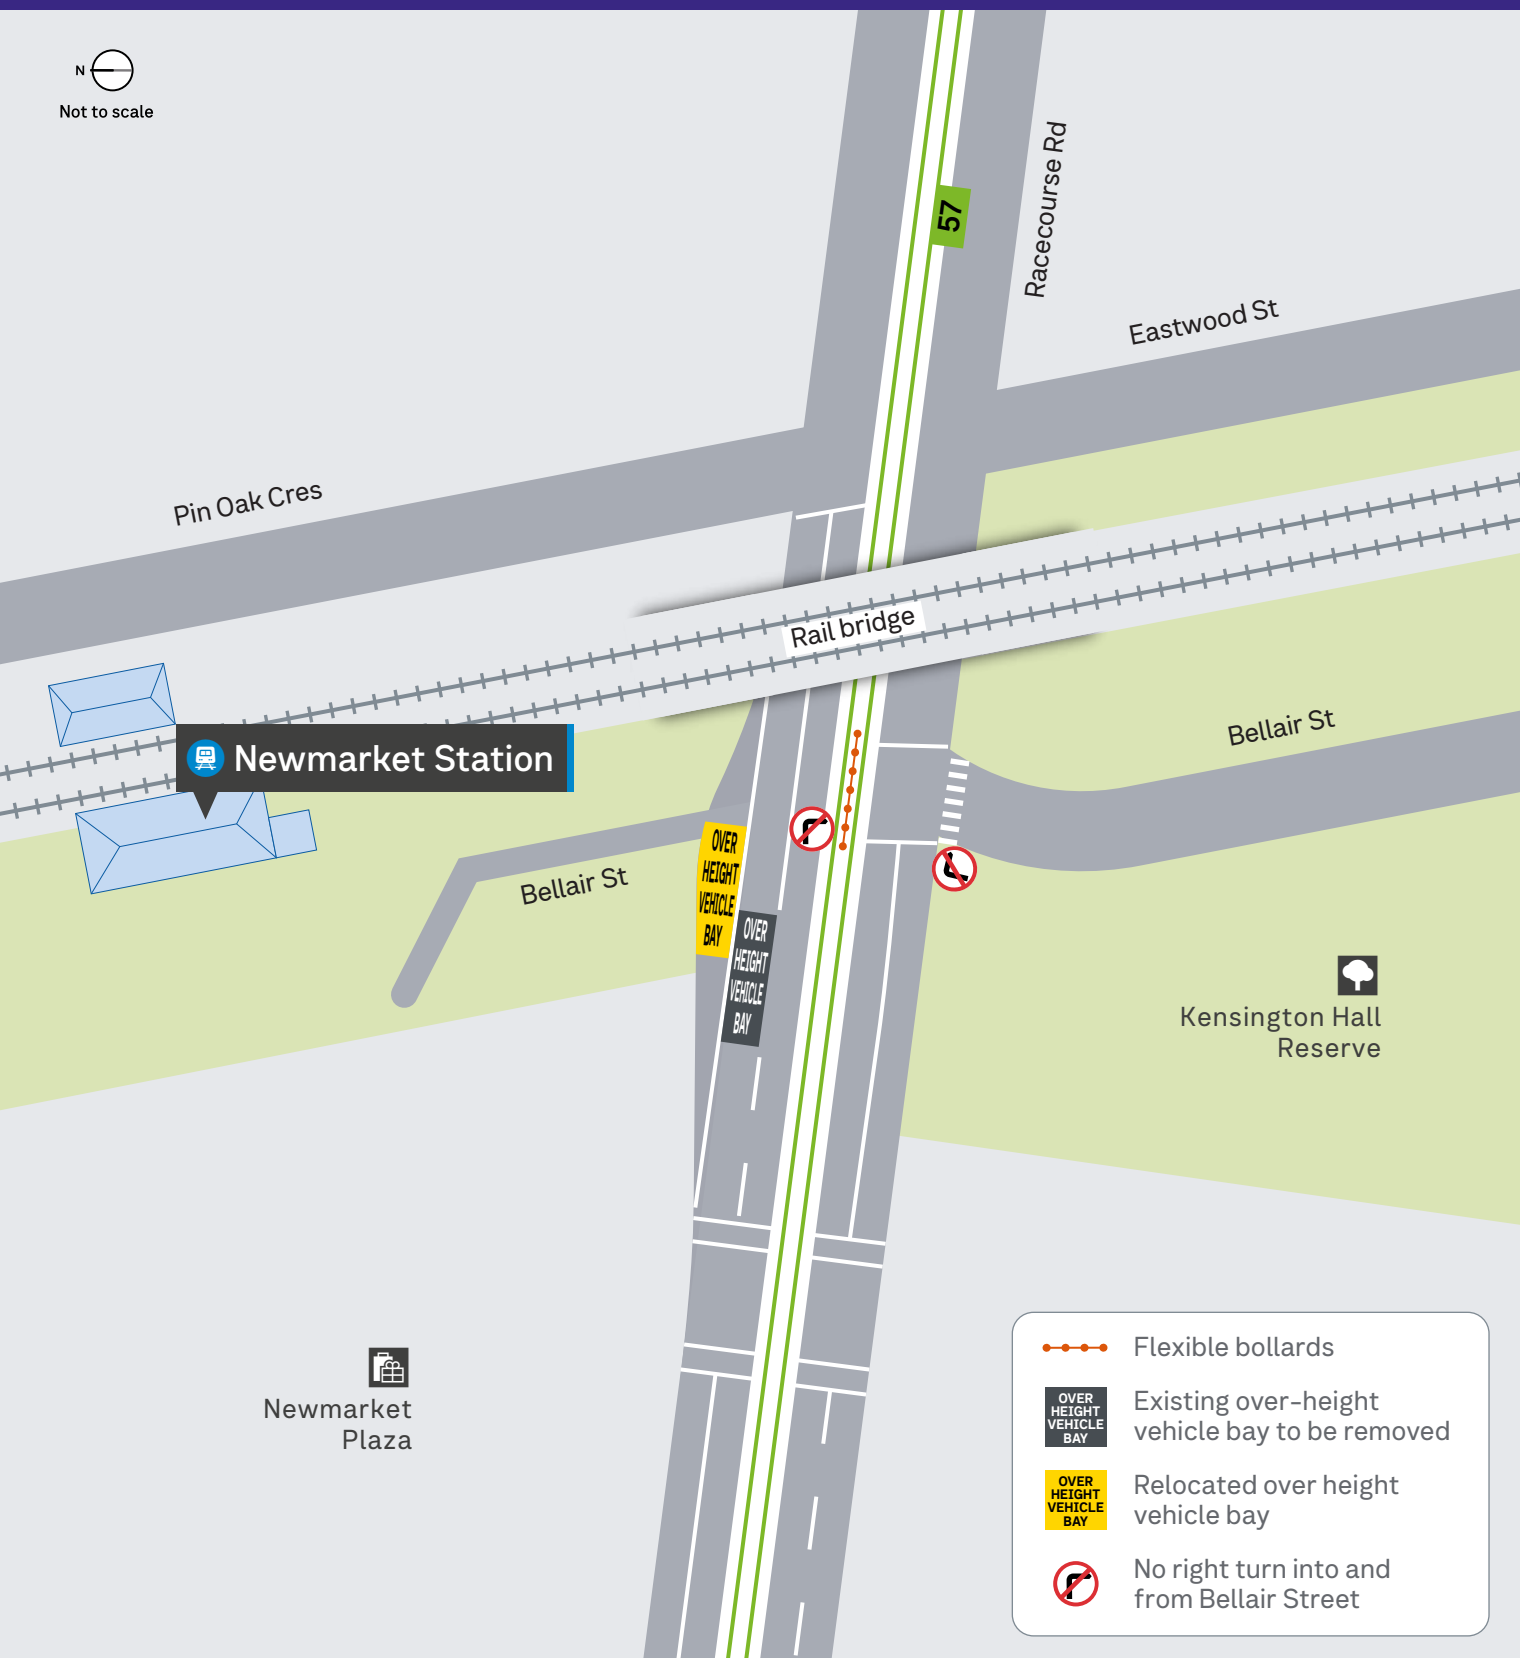 N
Not to scale
57
Racecourse Rd
Eastwood St
Pin Oak Cres
Rail bridge
Bellair St
Newmarket Station
OVER
HEIGHT
VEHICLE
BAY
Bellair St
OVER
HEIGHT
VEHICLE
BAY
Kensington Hall
Reserve
Newmarket
Plaza
Flexible bollards
OVER
HEIGHT
VEHICLE
BAY
Existing over-height
vehicle bay to be removed
OVER
HEIGHT
VEHICLE
BAY
Relocated over height
vehicle bay
No right turn into and
from Bellair Street